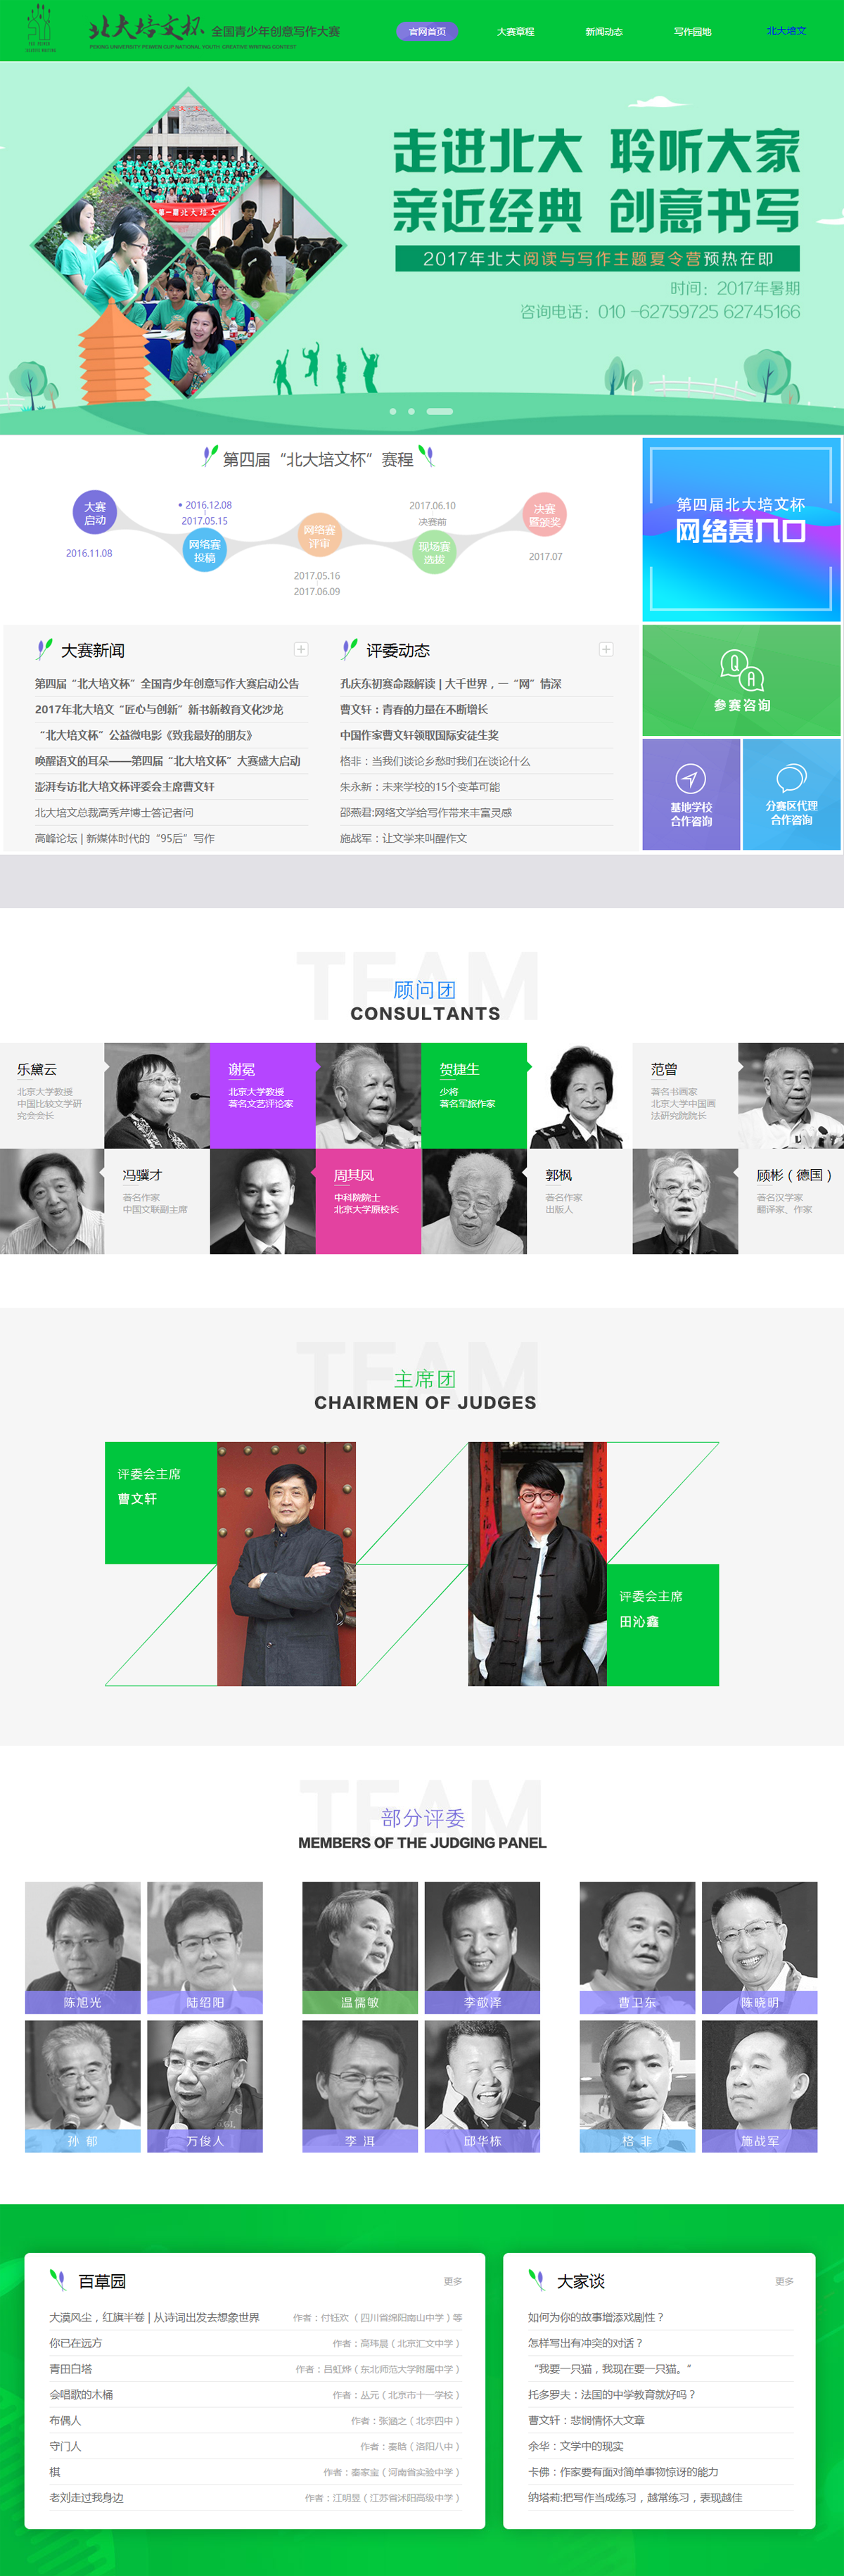 北大培文杯 全国青少年创意写作大赛
PEKING UNIVERSITY PEIWEN CUP NATIONAL YOUTH CREATIVE WRITING CONTEST
官网首页
大赛章程
新闻动态
写作园地
北大培文
走进北大 聆听大家
亲近经典 创意书写
2017年北大阅读与写作主题夏令营预热在即
时间：2017年暑期
咨询电话：010 -62759725 62745166
第四届“北大培文杯”赛程
大赛
启动
2016.11.08
• 2016.12.08
2017.05.15
网络赛
投稿
网络赛
评审
2017.05.16
2017.06.09
2017.06.10
决赛前
现场赛
选拔
决赛
暨颁奖
2017.07
第四届北大培文杯
网络赛入口
大赛新闻
第四届“北大培文杯”全国青少年创意写作大赛启动公告
2017年北大培文“匠心与创新”新书新教育文化沙龙
“北大培文杯”公益微电影《致我最好的朋友》
唤醒语文的耳朵——第四届“北大培文杯”大赛盛大启动
澎湃专访北大培文杯评委会主席曹文轩
北大培文总裁高秀芹博士答记者问
高峰论坛 | 新媒体时代的“95后”写作
评委动态
孔庆东初赛命题解读 | 大千世界，一“网”情深
曹文轩：青春的力量在不断增长
中国作家曹文轩领取国际安徒生奖
格非：当我们谈论乡愁时我们在谈论什么
朱永新：未来学校的15个变革可能
邵燕君:网络文学给写作带来丰富灵感
施战军：让文学来叫醒作文
Q A
参赛咨询
基地学校
合作咨询
分赛区代理
合作咨询
TEAM
顾问团
CONSULTANTS
乐黛云
北京大学教授
中国比较文学研
究会会长
谢冕
北京大学教授
著名文艺评论家
贺捷生
少将
著名军旅作家
范曾
著名书画家
北京大学中国画
法研究院院长
冯骥才
著名作家
中国文联副主席
周其凤
中科院院士
北京大学原校长
郭枫
著名作家
出版人
顾彬（德国）
著名汉学家
翻译家、作家
TEAM
主席团
CHAIRMEN OF JUDGES
评委会主席
曹文轩
评委会主席
田沁鑫
TEAM
部分评委
MEMBERS OF THE JUDGING PANEL
陈旭光
陆绍阳
温儒敏
李敬泽
曹卫东
陈晓明
孙 郁
万俊人
李 洱
邱华栋
格 非
施战军
百草园
更多
大漠风尘，红旗半卷 | 从诗词出发去想象世界 作者：付钰欢（四川省绵阳南山中学）等
你已在远方 作者：高玮晨（北京汇文中学）
青田白塔 作者：吕虹烨（东北师范大学附属中学）
会唱歌的木桶 作者：丛元（北京市十一学校）
布偶人 作者：张涵之（北京四中）
守门人 作者：秦晗（洛阳八中）
棋 作者：秦家宝（河南省实验中学）
老刘走过我身边 作者：江明昱（江苏省沭阳高级中学）
大家谈
更多
如何为你的故事增添戏剧性？
怎样写出有冲突的对话？
“我要一只猫，我现在要一只猫。”
托多罗夫：法国的中学教育就好吗？
曹文轩：悲悯情怀大文章
余华：文学中的现实
卡佛：作家要有面对简单事物惊讶的能力
纳塔莉:把写作当成练习，越常练习，表现越佳